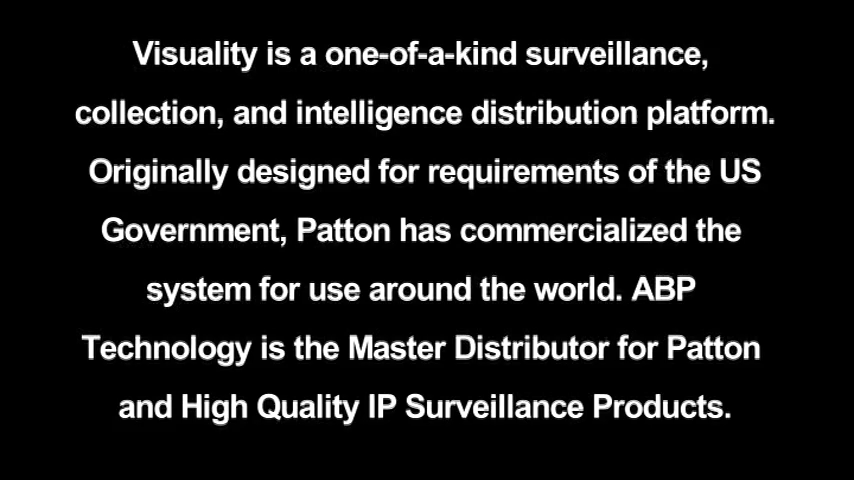 Visuality is a one-of-a-kind surveillance,
collection, and intelligence distribution platform.
Originally designed for requirements of the US
Government, Patton has commercialized the
system for use around the world. ABP
Technology is the Master Distributor for Patton
and High Quality IP Surveillance Products.